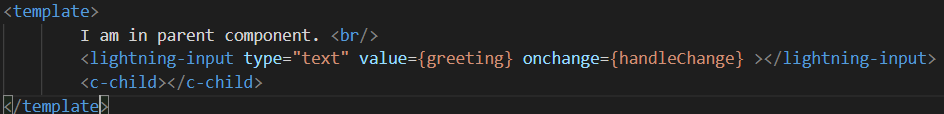 <template>
I am in parent component. <br/>
<lightning-input type="text" value={greeting} onchange={handleChange} ></lightning-input>
<c-child></c-child>
</template>